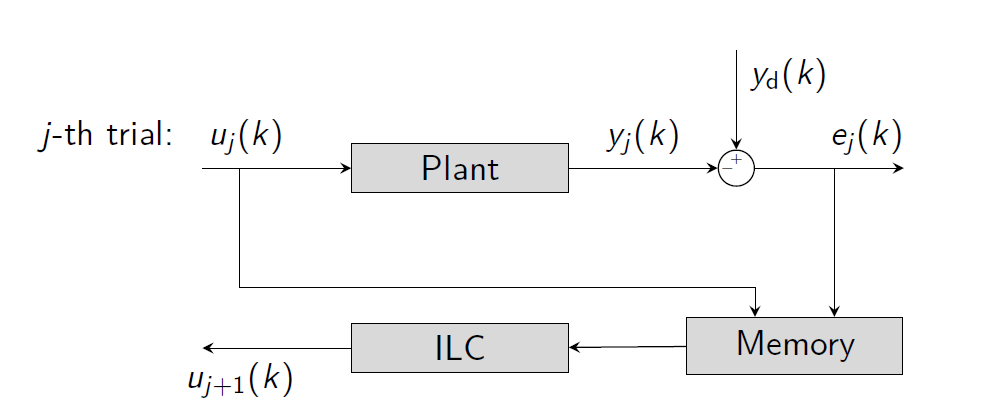 y_d(k)
j-th trial: u_j(k) y_j(k) e_j(k)
Plant
+
−
ILC
Memory
u_{j+1}(k)